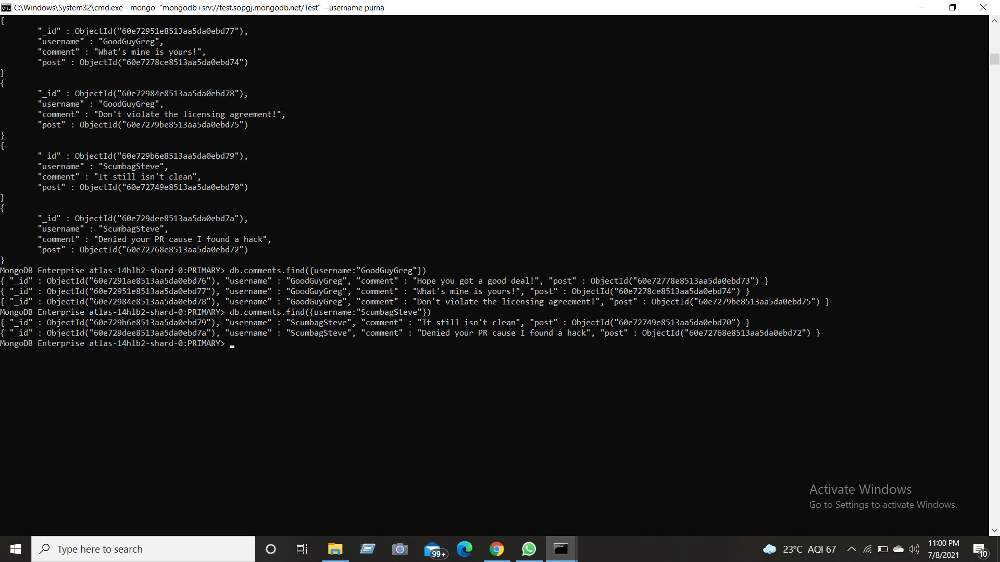 C:\Windows\System32\cmd.exe - mongo "mongodb+srv://test.sopgj.mongodb.net/Test" --username purna
{
"_id" : ObjectId("60e72951e8513aa5da0ebd77"),
"username" : "GoodGuyGreg",
"comment" : "What's mine is yours!",
"post" : ObjectId("60e7278ce8513aa5da0ebd74")
}
{
"_id" : ObjectId("60e72984e8513aa5da0ebd78"),
"username" : "GoodGuyGreg",
"comment" : "Don't violate the licensing agreement!",
"post" : ObjectId("60e7279be8513aa5da0ebd75")
}
{
"_id" : ObjectId("60e729b6e8513aa5da0ebd79"),
"username" : "ScumbagSteve",
"comment" : "It still isn't clean",
"post" : ObjectId("60e72749e8513aa5da0ebd70")
}
{
"_id" : ObjectId("60e729dee8513aa5da0ebd7a"),
"username" : "ScumbagSteve",
"comment" : "Denied your PR cause I found a hack",
"post" : ObjectId("60e72768e8513aa5da0ebd72")
}
MongoDB Enterprise atlas-14hlb2-shard-0:PRIMARY> db.comments.find({username:"GoodGuyGreg"})
{ "_id" : ObjectId("60e7291ae8513aa5da0ebd76"), "username" : "GoodGuyGreg", "comment" : "Hope you got a good deal!", "post" : ObjectId("60e72778e8513aa5da0ebd73") }
{ "_id" : ObjectId("60e72951e8513aa5da0ebd77"), "username" : "GoodGuyGreg", "comment" : "What's mine is yours!", "post" : ObjectId("60e7278ce8513aa5da0ebd74") }
{ "_id" : ObjectId("60e72984e8513aa5da0ebd78"), "username" : "GoodGuyGreg", "comment" : "Don't violate the licensing agreement!", "post" : ObjectId("60e7279be8513aa5da0ebd75") }
MongoDB Enterprise atlas-14hlb2-shard-0:PRIMARY> db.comments.find({username:"ScumbagSteve"})
{ "_id" : ObjectId("60e729b6e8513aa5da0ebd79"), "username" : "ScumbagSteve", "comment" : "It still isn't clean", "post" : ObjectId("60e72749e8513aa5da0ebd70") }
{ "_id" : ObjectId("60e729dee8513aa5da0ebd7a"), "username" : "ScumbagSteve", "comment" : "Denied your PR cause I found a hack", "post" : ObjectId("60e72768e8513aa5da0ebd72") }
MongoDB Enterprise atlas-14hlb2-shard-0:PRIMARY>
Activate Windows
Go to Settings to activate Windows.
Type here to search
99+
23°C AQI 67
11:00 PM
7/8/2021
10